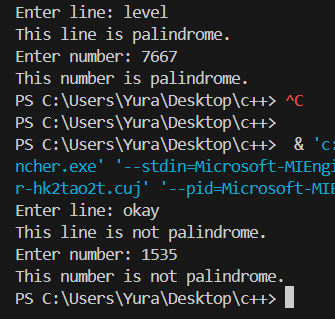 Enter line: level
This line is palindrome.
Enter number: 7667
This number is palindrome.
PS C:\Users\Yura\Desktop\c++> ^C
PS C:\Users\Yura\Desktop\c++>
PS C:\Users\Yura\Desktop\c++>  & 'c:
ncher.exe' '--stdin=Microsoft-MIEngi
r-hk2tao2t.cuj' '--pid=Microsoft-MIE
Enter line: okay
This line is not palindrome.
Enter number: 1535
This number is not palindrome.
PS C:\Users\Yura\Desktop\c++>